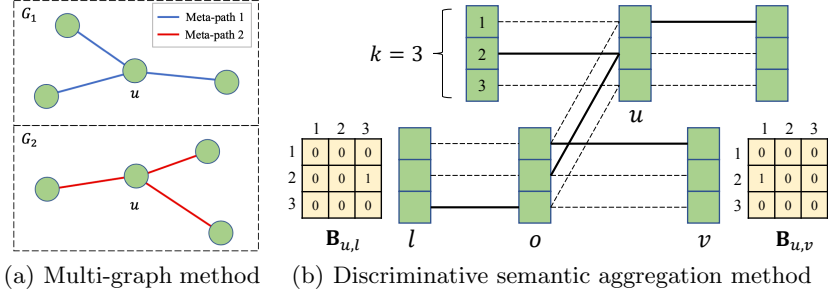 G₁
Meta-path 1
Meta-path 2
u
G₂
u
(a) Multi-graph method
k = 3
1
2
3
u
1 2 3
1 0 0 0
2 0 0 1
3 0 0 0
B_{u,l}
l
o
v
1 2 3
1 0 0 0
2 1 0 0
3 0 0 0
B_{u,v}
(b) Discriminative semantic aggregation method